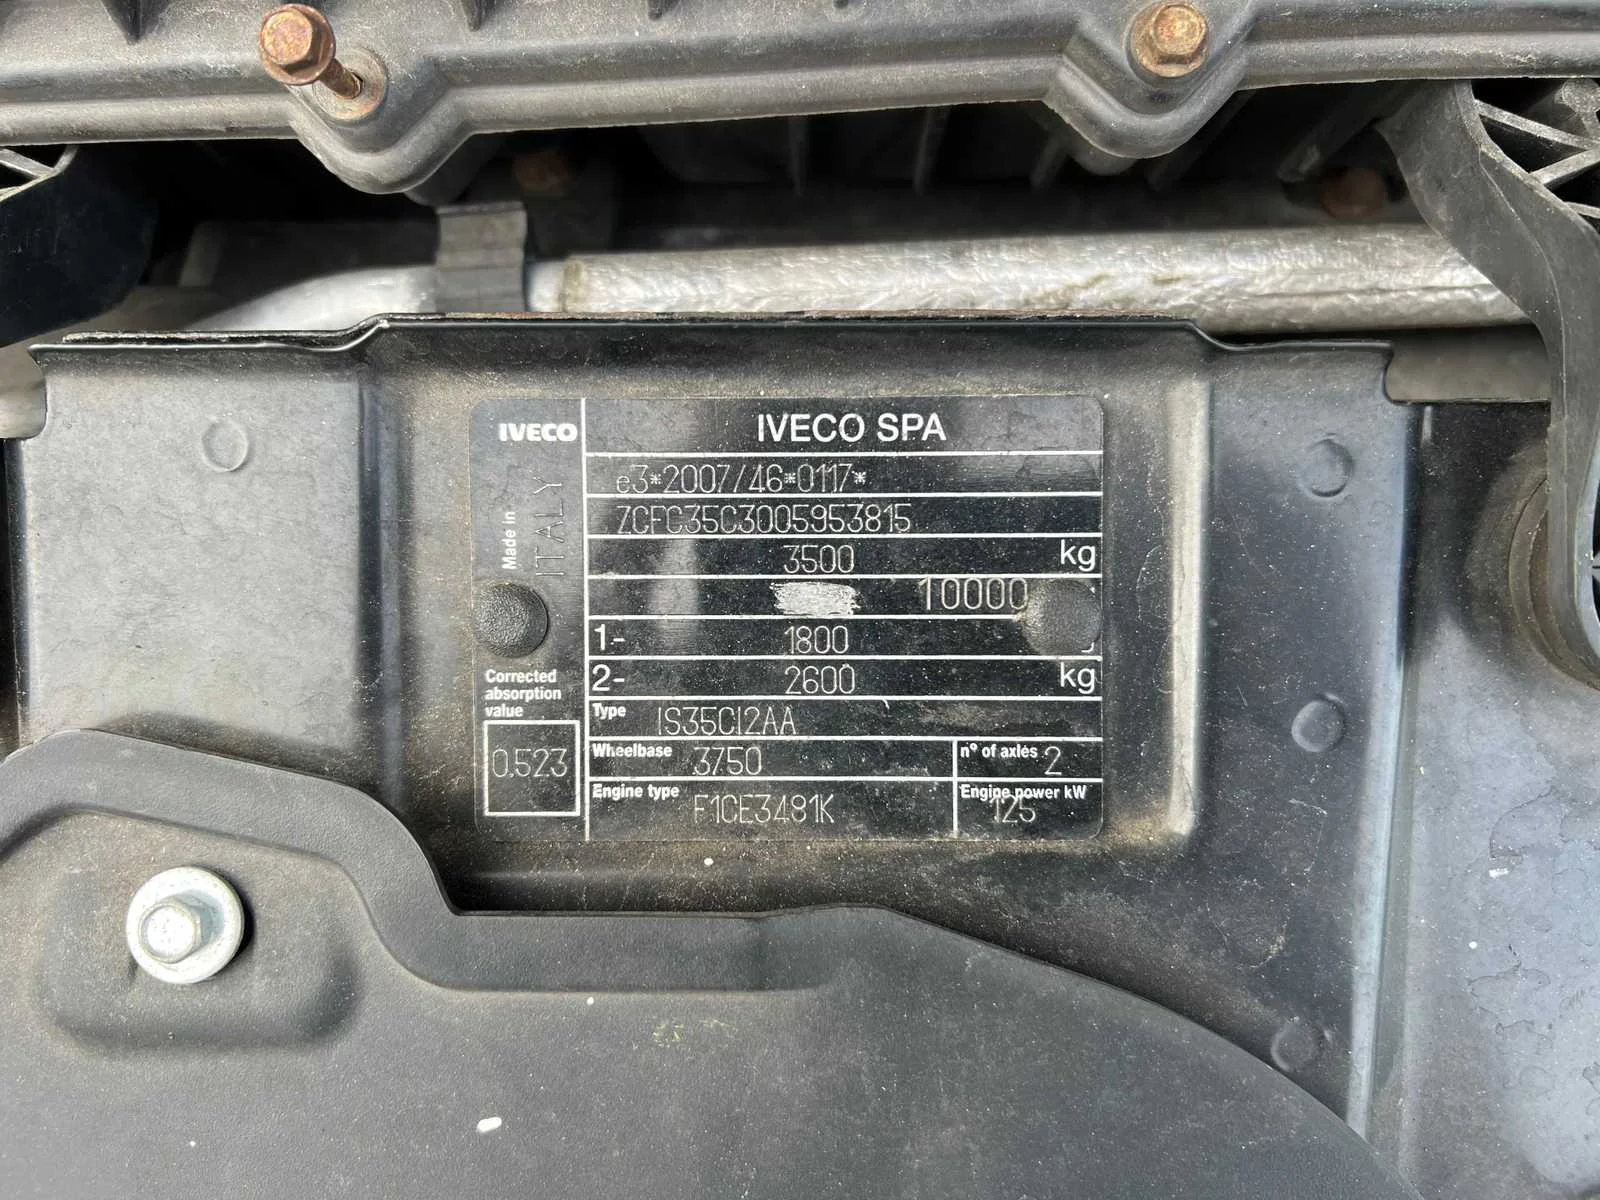 IVECO
IVECO SPA
e3*2007/46*0117*
ZCFC35C3005953815
3500 kg
10000
1- 1800
2- 2600 kg
Made in
ITALY
Corrected
absorption
value
0.523
Type IS35CI2AA
Wheelbase 3750
nº of axles 2
Engine type F1CE3481K
Engine power kW
125